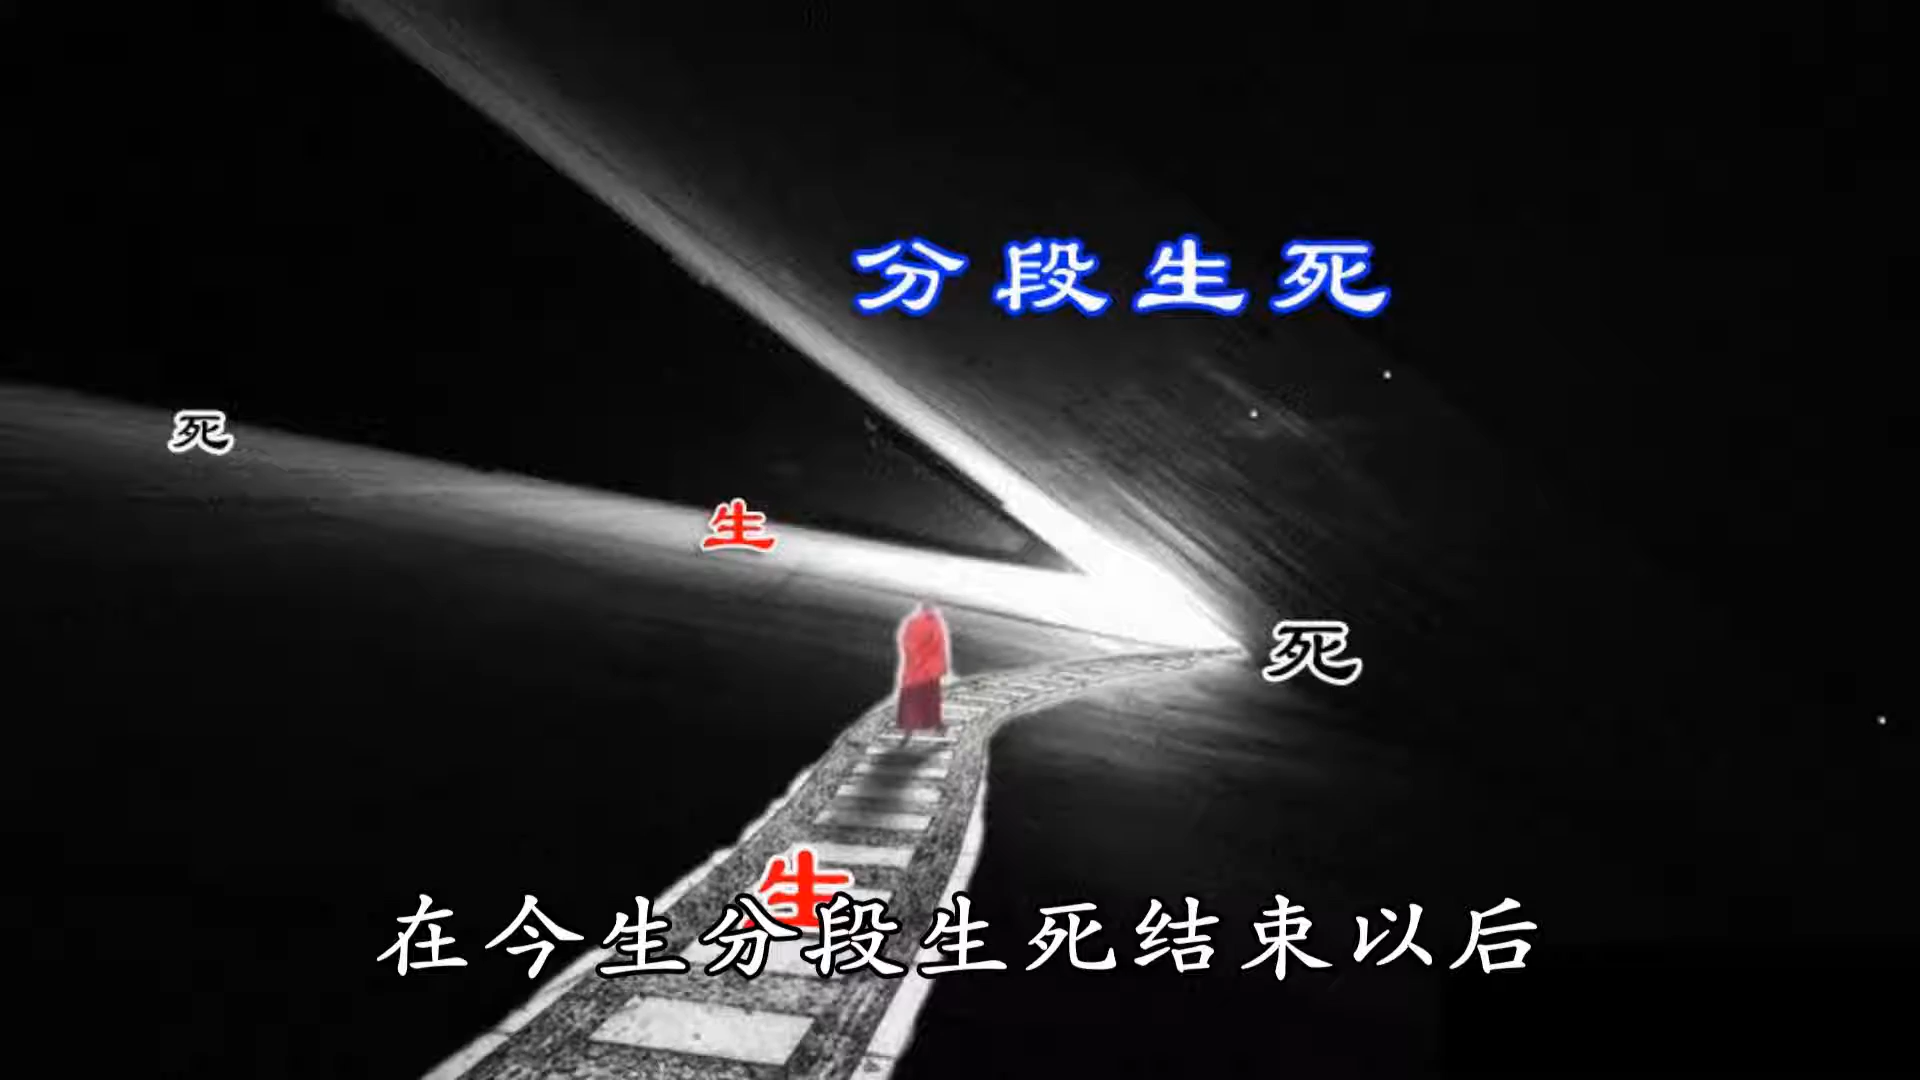 分段生死
死
生
死
生
在今生分段生死结束以后